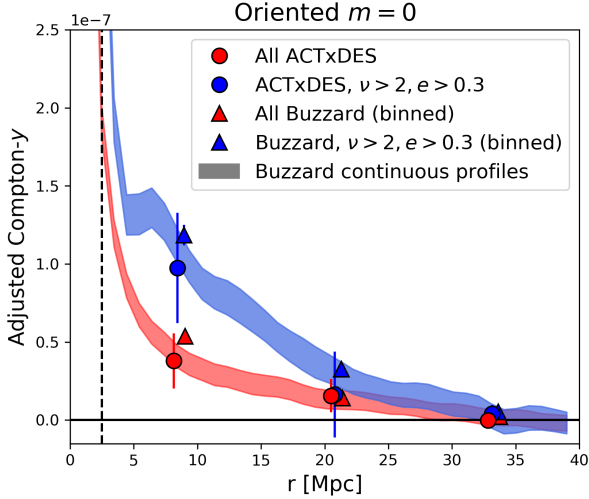 Oriented m = 0
1e−7
All ACTxDES
ACTxDES, ν > 2, e > 0.3
All Buzzard (binned)
Buzzard, ν > 2, e > 0.3 (binned)
Buzzard continuous profiles
Adjusted Compton-y
2.5
2.0
1.5
1.0
0.5
0.0
0 5 10 15 20 25 30 35 40
r [Mpc]